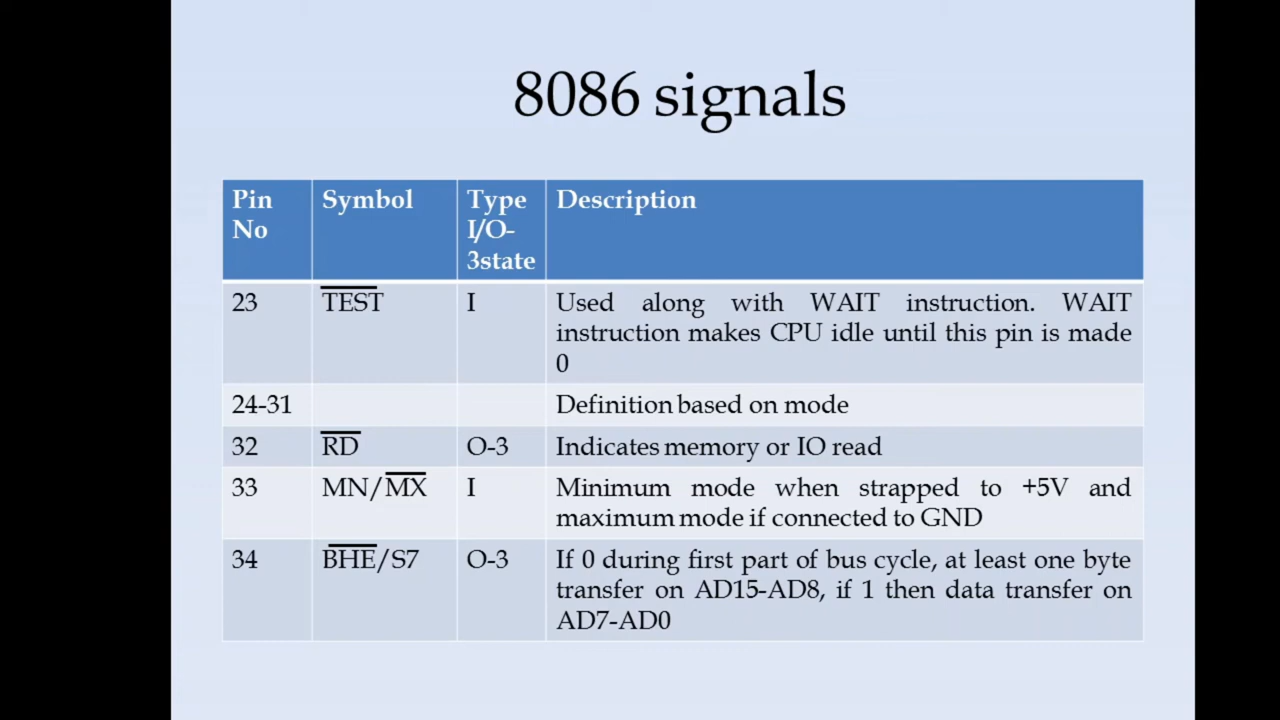 8086 signals
Pin No
Symbol
Type I/O-3state
Description
23
T̅E̅S̅T̅
I
Used along with WAIT instruction. WAIT
instruction makes CPU idle until this pin is made
0
24-31
Definition based on mode
32
R̅D̅
O-3
Indicates memory or IO read
33
MN/M̅X̅
I
Minimum mode when strapped to +5V and
maximum mode if connected to GND
34
B̅H̅E̅/S7
O-3
If 0 during first part of bus cycle, at least one byte
transfer on AD15-AD8, if 1 then data transfer on
AD7-AD0